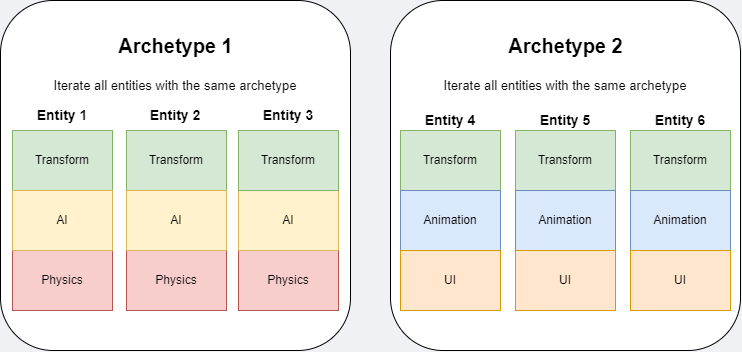 Archetype 1
Iterate all entities with the same archetype
Entity 1 Entity 2 Entity 3
Transform Transform Transform
AI AI AI
Physics Physics Physics
Archetype 2
Iterate all entities with the same archetype
Entity 4 Entity 5 Entity 6
Transform Transform Transform
Animation Animation Animation
UI UI UI